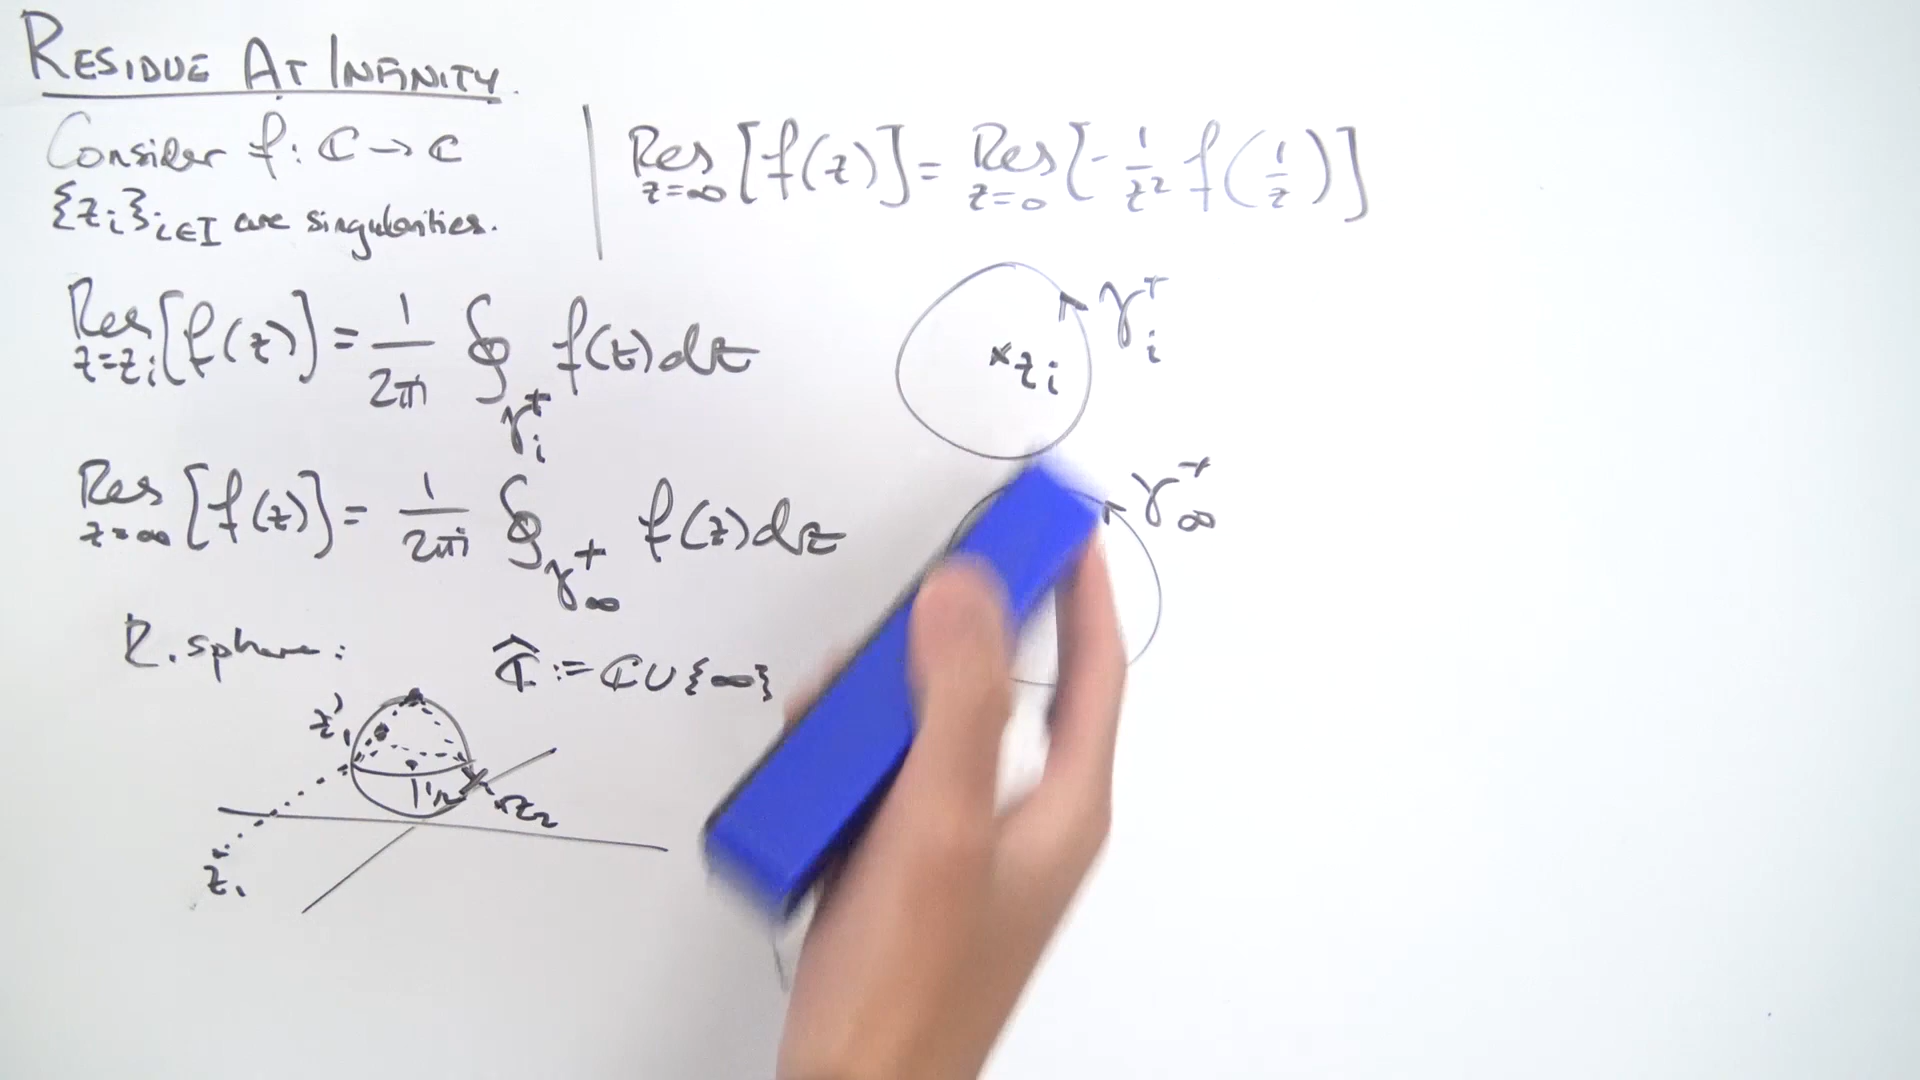 RESIDUE AT INFINITY.
Consider f: ℂ → ℂ
{z_i}_{i∈I} are singularities.
Res_{z=z_i} [f(z)] = 1/2πi ∮_{γ_i^+} f(z)dz
Res_{z=∞} [f(z)] = 1/2πi ∮_{γ_∞^+} f(z)dz
R. sphere: ℂ̂ := ℂ ∪ {∞}
z_1'
z_2
z_1
Res_{z=∞} [f(z)] = Res_{z=0} [-1/z² f(1/z)]
γ_i^+
×z_i
γ_∞^+